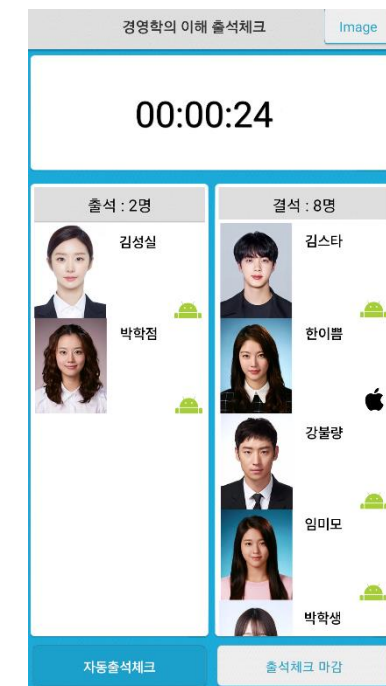 경영학의 이해 출석체크
Image
00:00:24
출석 : 2명
김성실
박학점
결석 : 8명
김스타
한이쁨
강불량
임미모
박학생
자동출석체크
출석체크 마감